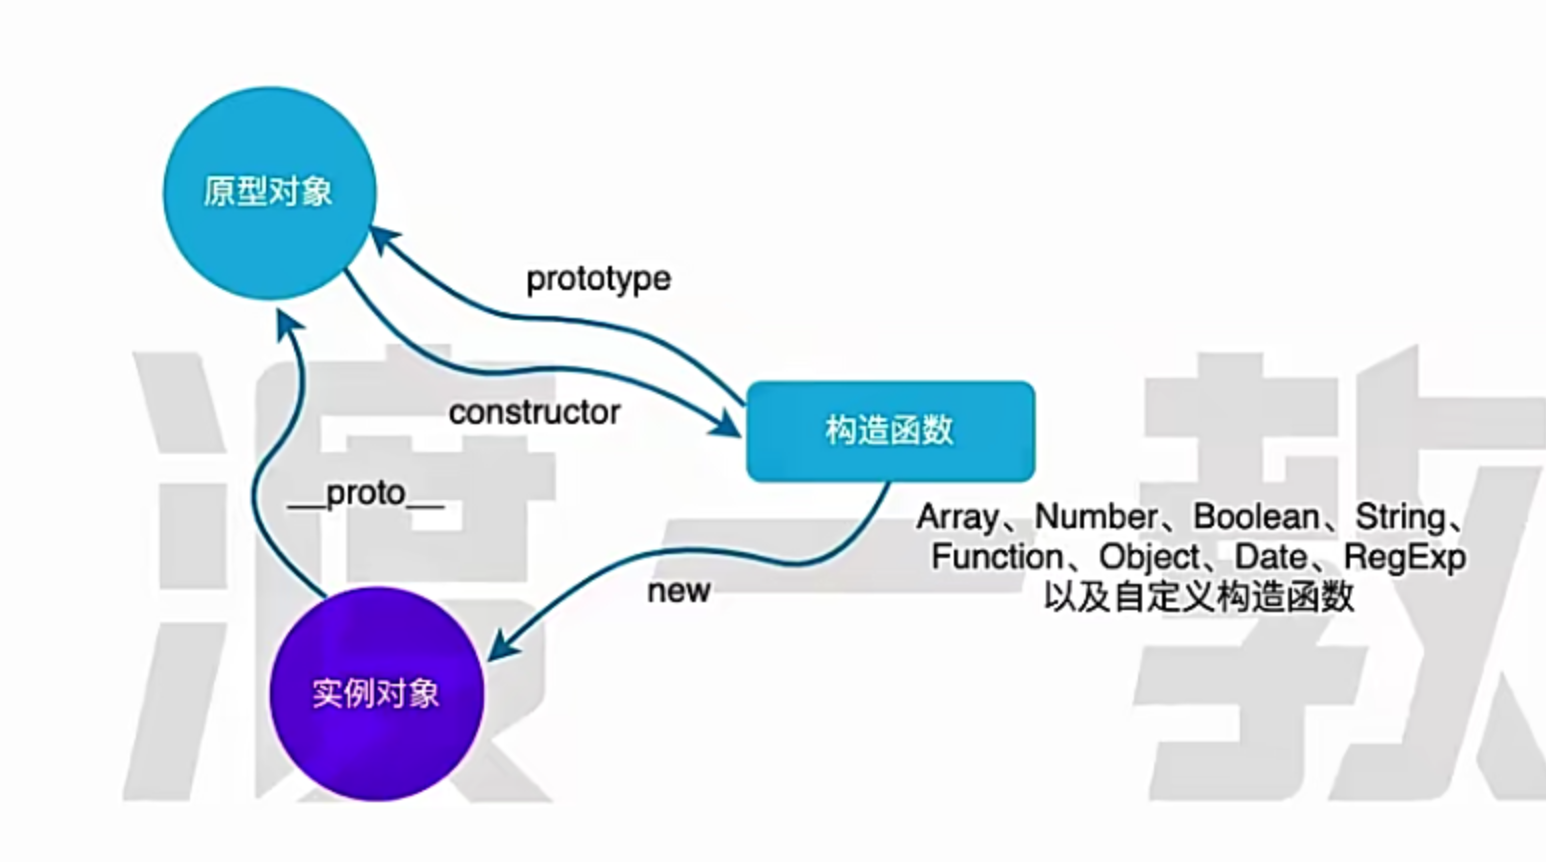 原型对象
prototype
constructor
构造函数
__proto__
Array、Number、Boolean、String、
Function、Object、Date、RegExp
以及自定义构造函数
new
实例对象
渡一教